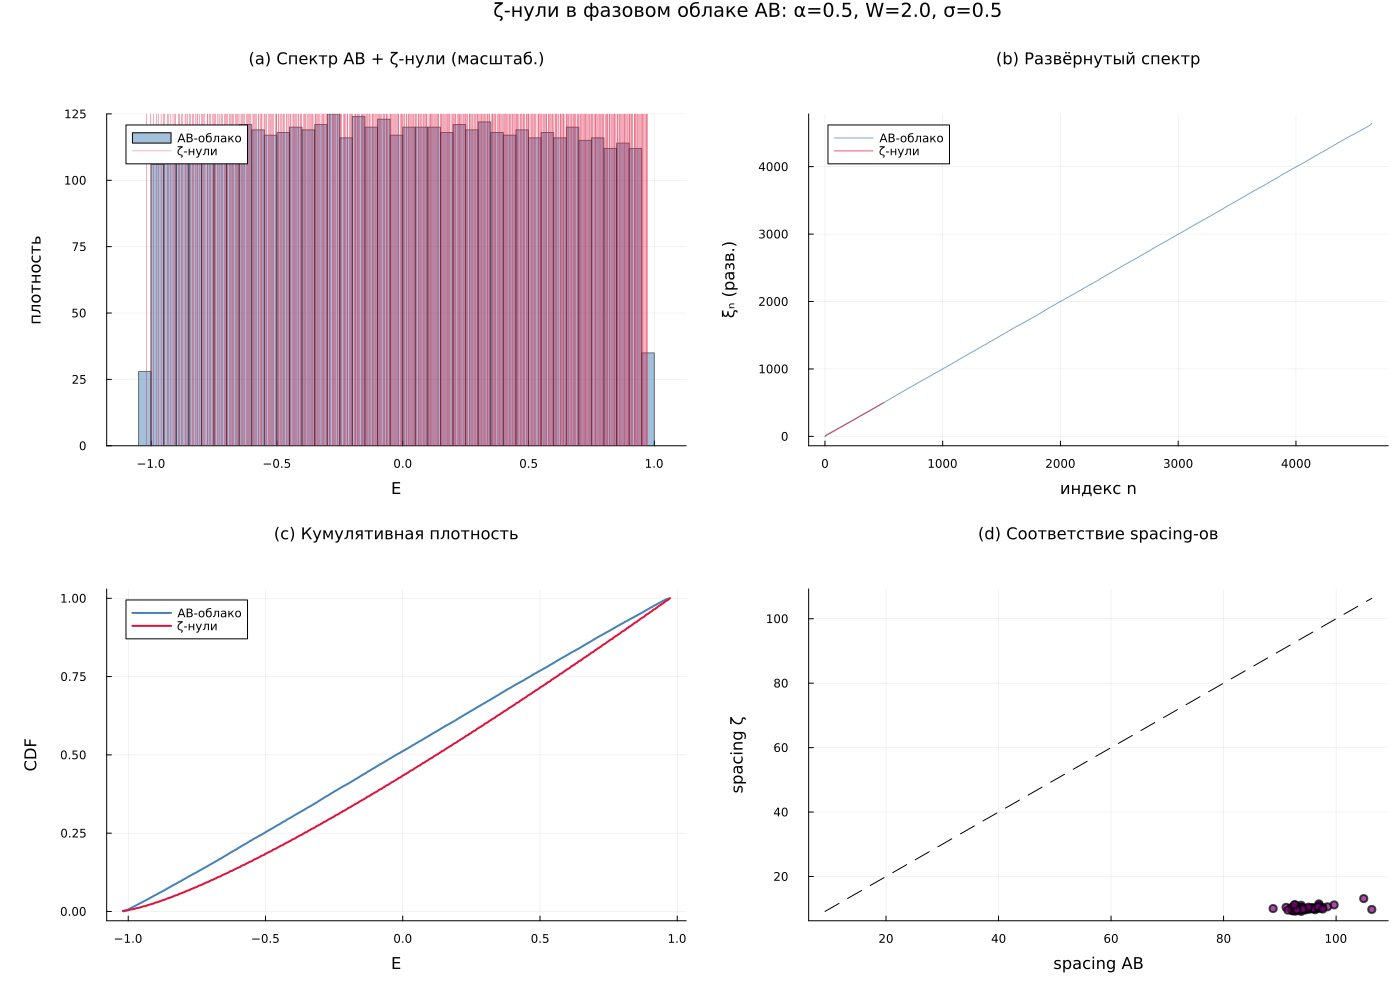 ζ-нули в фазовом облаке AB: α=0.5, W=2.0, σ=0.5
(a) Спектр AB + ζ-нули (масштаб.)
плотность
125
100
75
50
25
0
AB-облако
ζ-нули
−1.0
−0.5
0.0
0.5
1.0
E
(b) Развёрнутый спектр
ξₙ (разв.)
4000
3000
2000
1000
0
AB-облако
ζ-нули
0
1000
2000
3000
4000
индекс n
(c) Кумулятивная плотность
CDF
1.00
0.75
0.50
0.25
0.00
AB-облако
ζ-нули
−1.0
−0.5
0.0
0.5
1.0
E
(d) Соответствие spacing-ов
spacing ζ
100
80
60
40
20
20
40
60
80
100
spacing AB